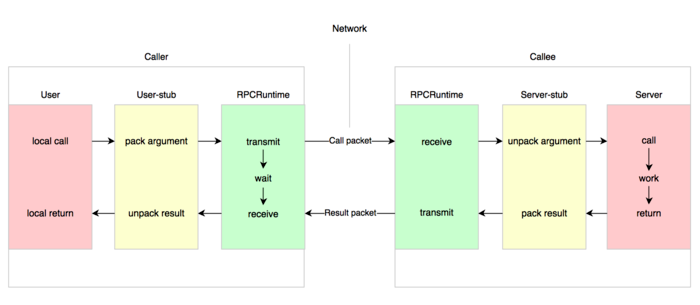 Network
Caller
Callee
User
User-stub
RPCRuntime
RPCRuntime
Server-stub
Server
local call
pack argument
transmit
Call packet
receive
unpack argument
call
wait
work
local return
unpack result
receive
Result packet
transmit
pack result
return